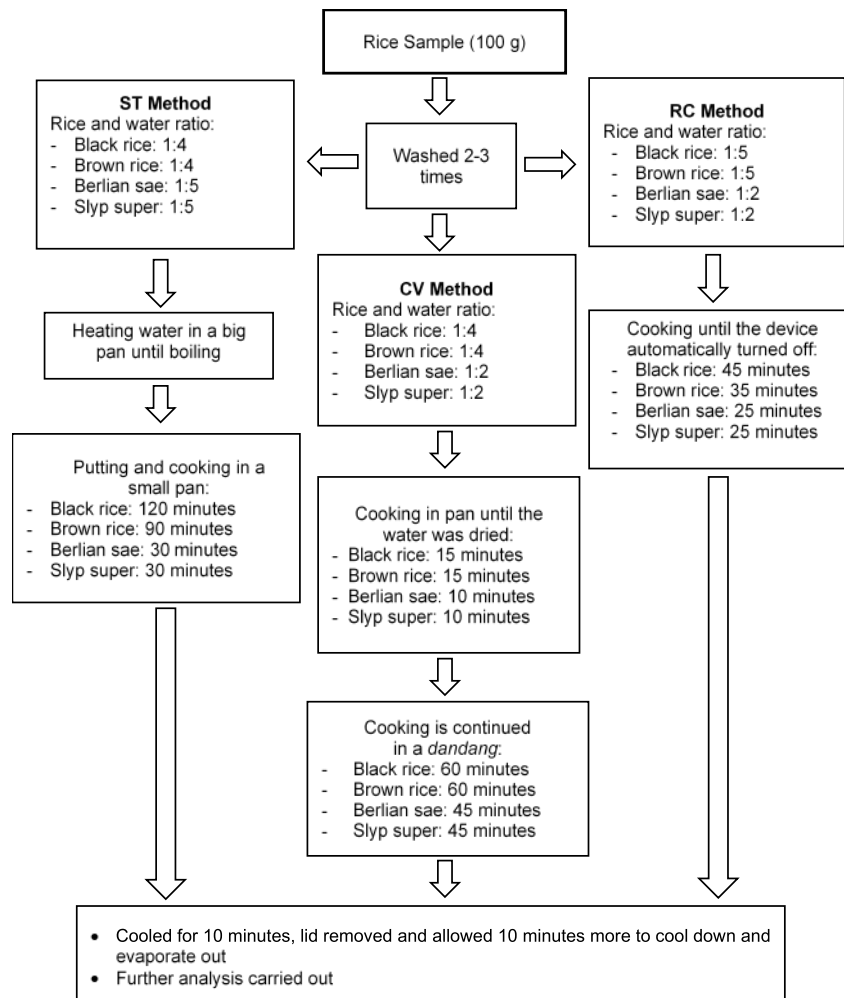 Rice Sample (100 g)
Washed 2-3
times
ST Method
Rice and water ratio:
- Black rice: 1:4
- Brown rice: 1:4
- Berlian sae: 1:5
- Slyp super: 1:5
Heating water in a big
pan until boiling
Putting and cooking in a
small pan:
- Black rice: 120 minutes
- Brown rice: 90 minutes
- Berlian sae: 30 minutes
- Slyp super: 30 minutes
CV Method
Rice and water ratio:
- Black rice: 1:4
- Brown rice: 1:4
- Berlian sae: 1:2
- Slyp super: 1:2
Cooking in pan until the
water was dried:
- Black rice: 15 minutes
- Brown rice: 15 minutes
- Berlian sae: 10 minutes
- Slyp super: 10 minutes
Cooking is continued
in a dandang:
- Black rice: 60 minutes
- Brown rice: 60 minutes
- Berlian sae: 45 minutes
- Slyp super: 45 minutes
RC Method
Rice and water ratio:
- Black rice: 1:5
- Brown rice: 1:5
- Berlian sae: 1:2
- Slyp super: 1:2
Cooking until the device
automatically turned off:
- Black rice: 45 minutes
- Brown rice: 35 minutes
- Berlian sae: 25 minutes
- Slyp super: 25 minutes
• Cooled for 10 minutes, lid removed and allowed 10 minutes more to cool down and
evaporate out
• Further analysis carried out